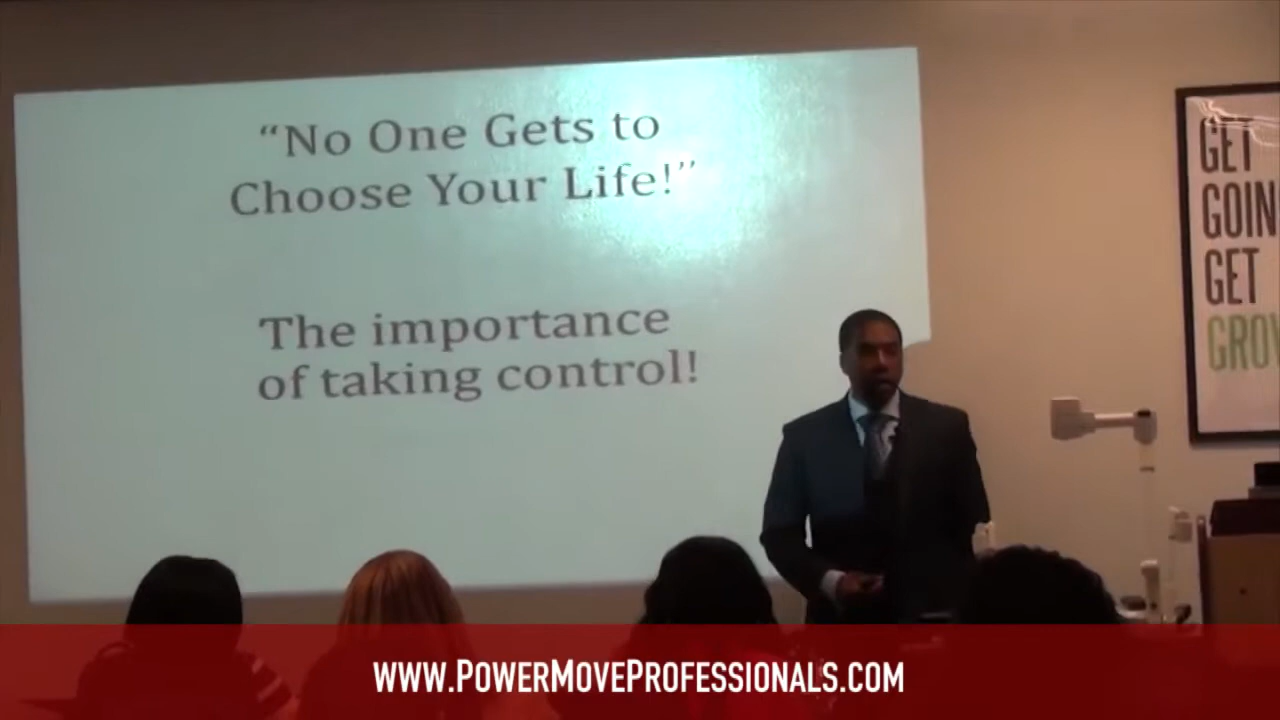 “No One Gets to
Choose Your Life!”
The importance
of taking control!
GET
GOIN
GET
GROW
WWW.POWERMOVEPROFESSIONALS.COM